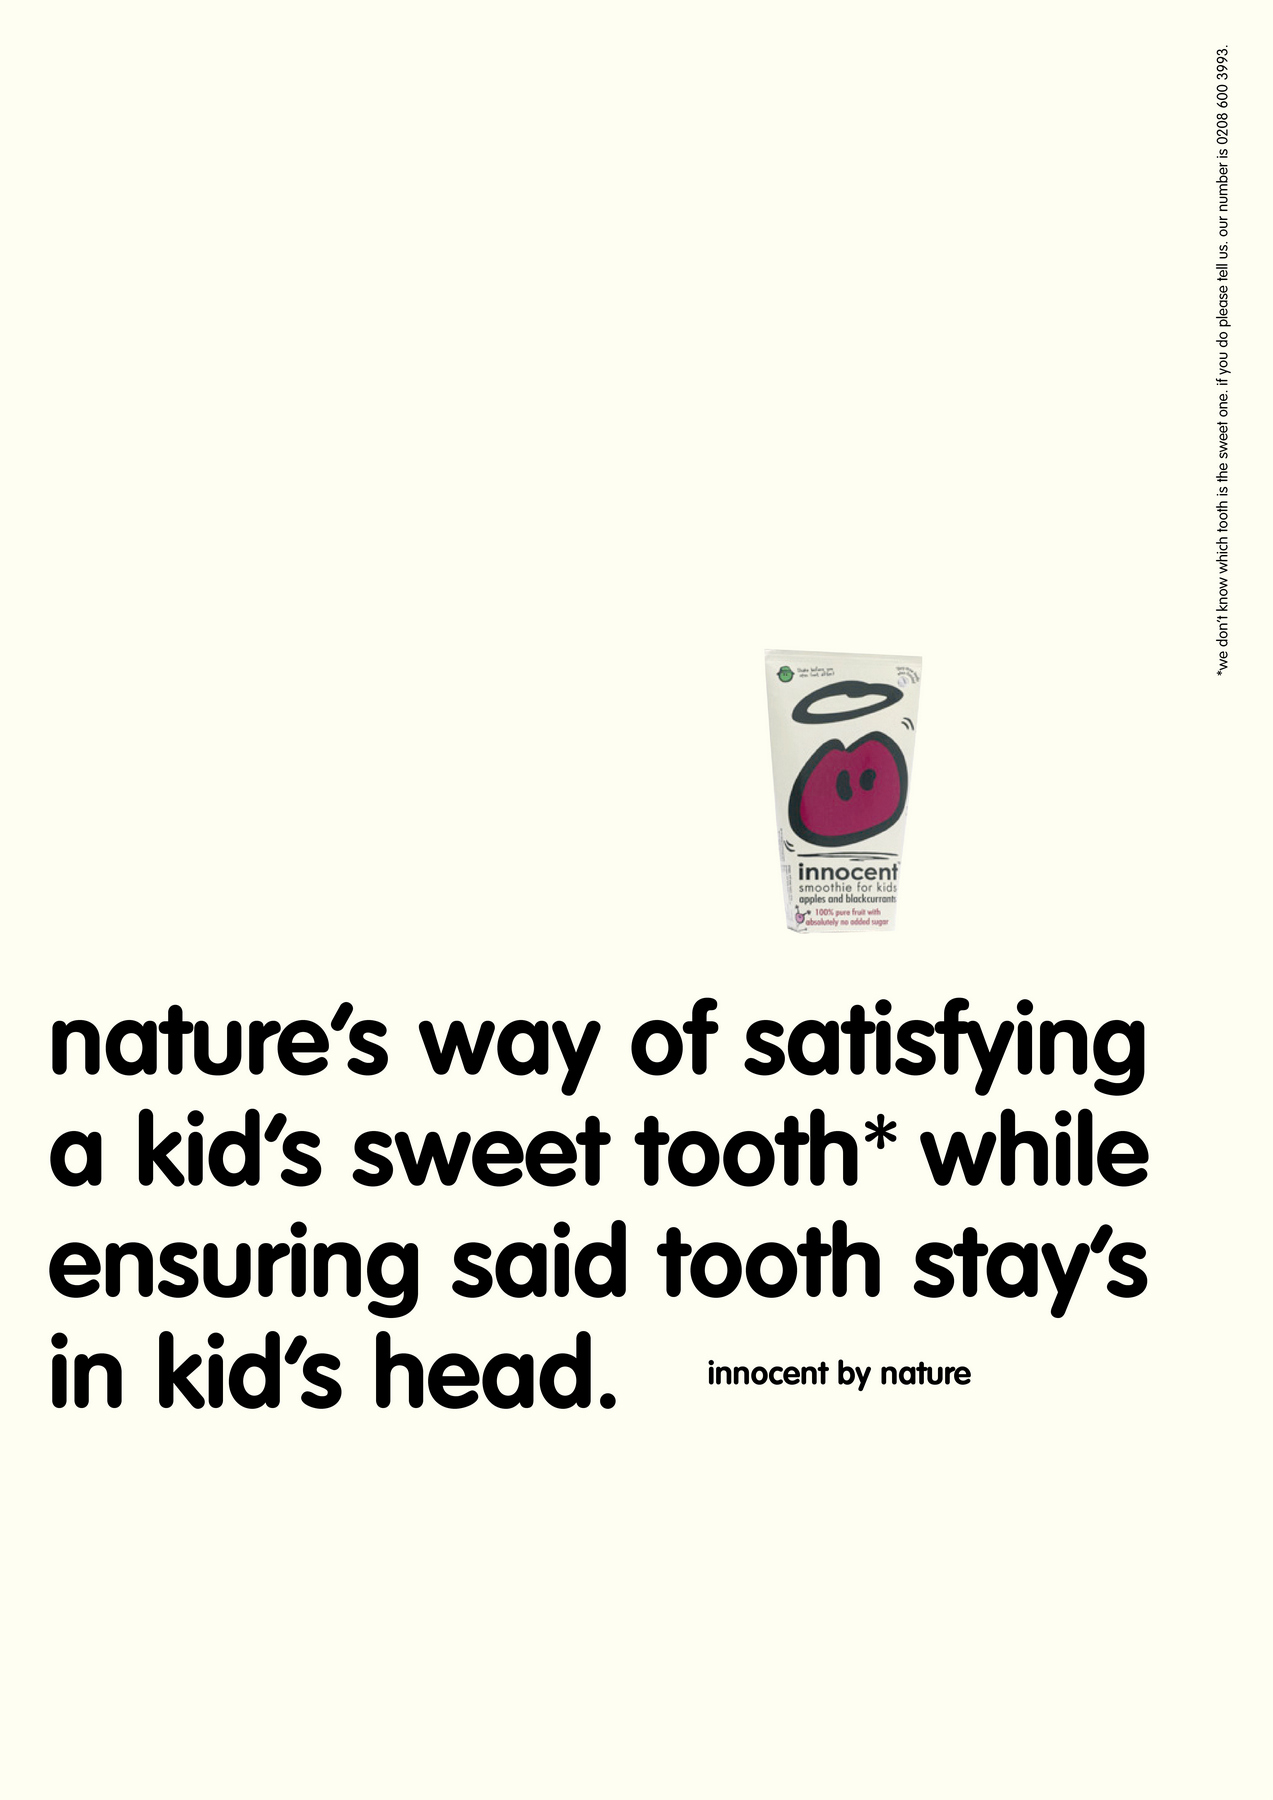 *we don't know which tooth is the sweet one. if you do please tell us. our number is 0208 600 3993.
innocent
smoothie for kids
apples and blackcurrants
100% pure fruit with
absolutely no added sugar
nature's way of satisfying
a kid's sweet tooth* while
ensuring said tooth stay's
in kid's head.
innocent by nature